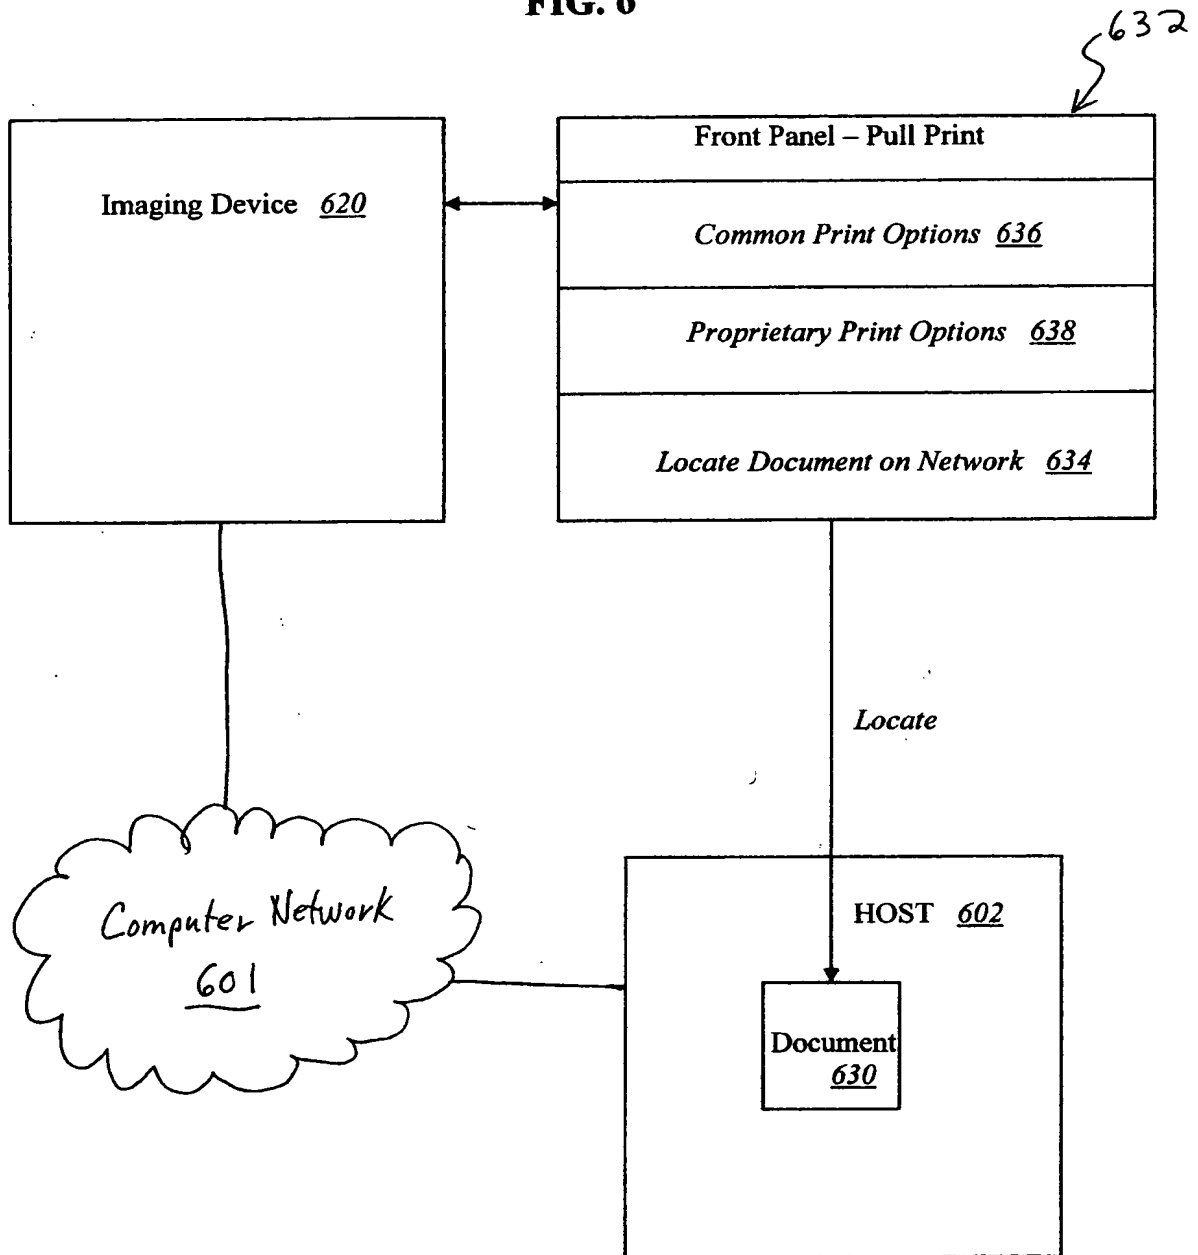 FIG. 6
632
Front Panel – Pull Print
Imaging Device 620
Common Print Options 636
Proprietary Print Options 638
Locate Document on Network 634
Locate
Computer Network
601
HOST 602
Document
630